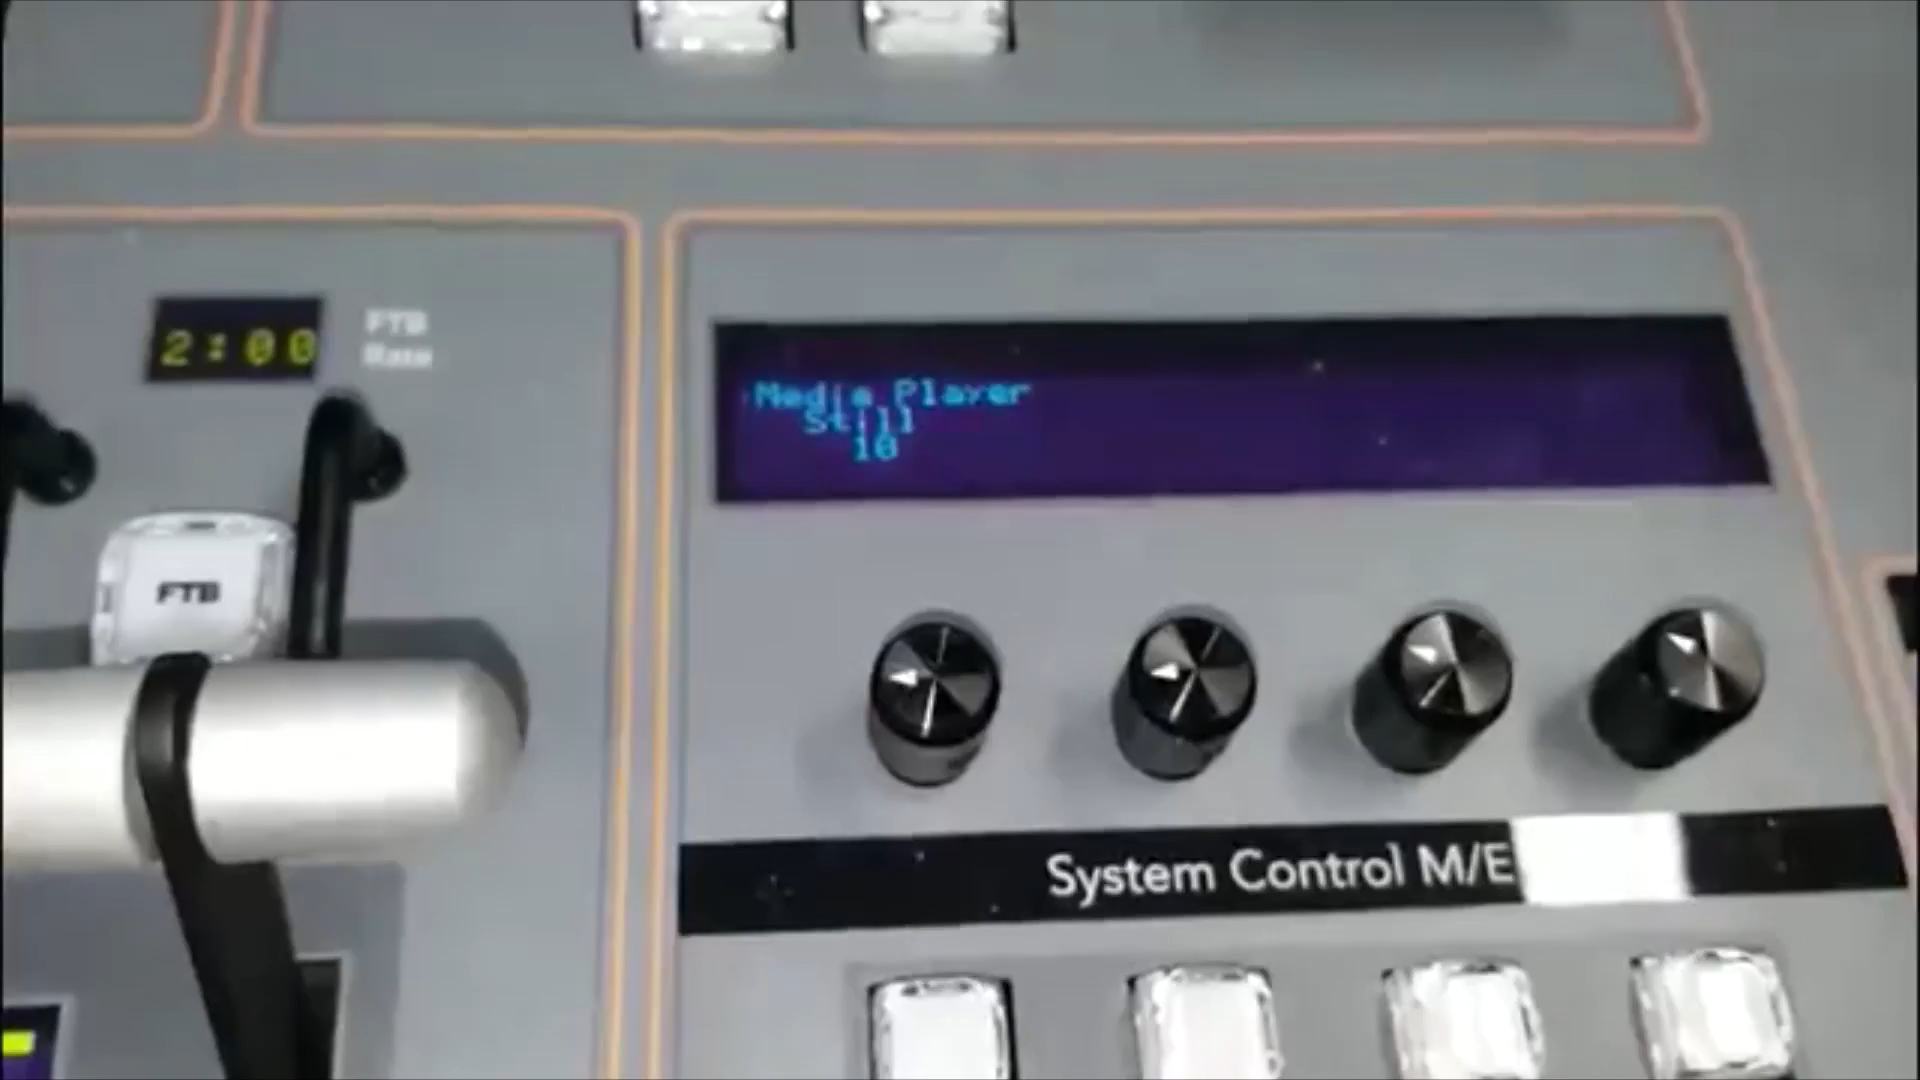 2:00
FTB
Rate
Media Player
Still
10
FTB
System Control M/E